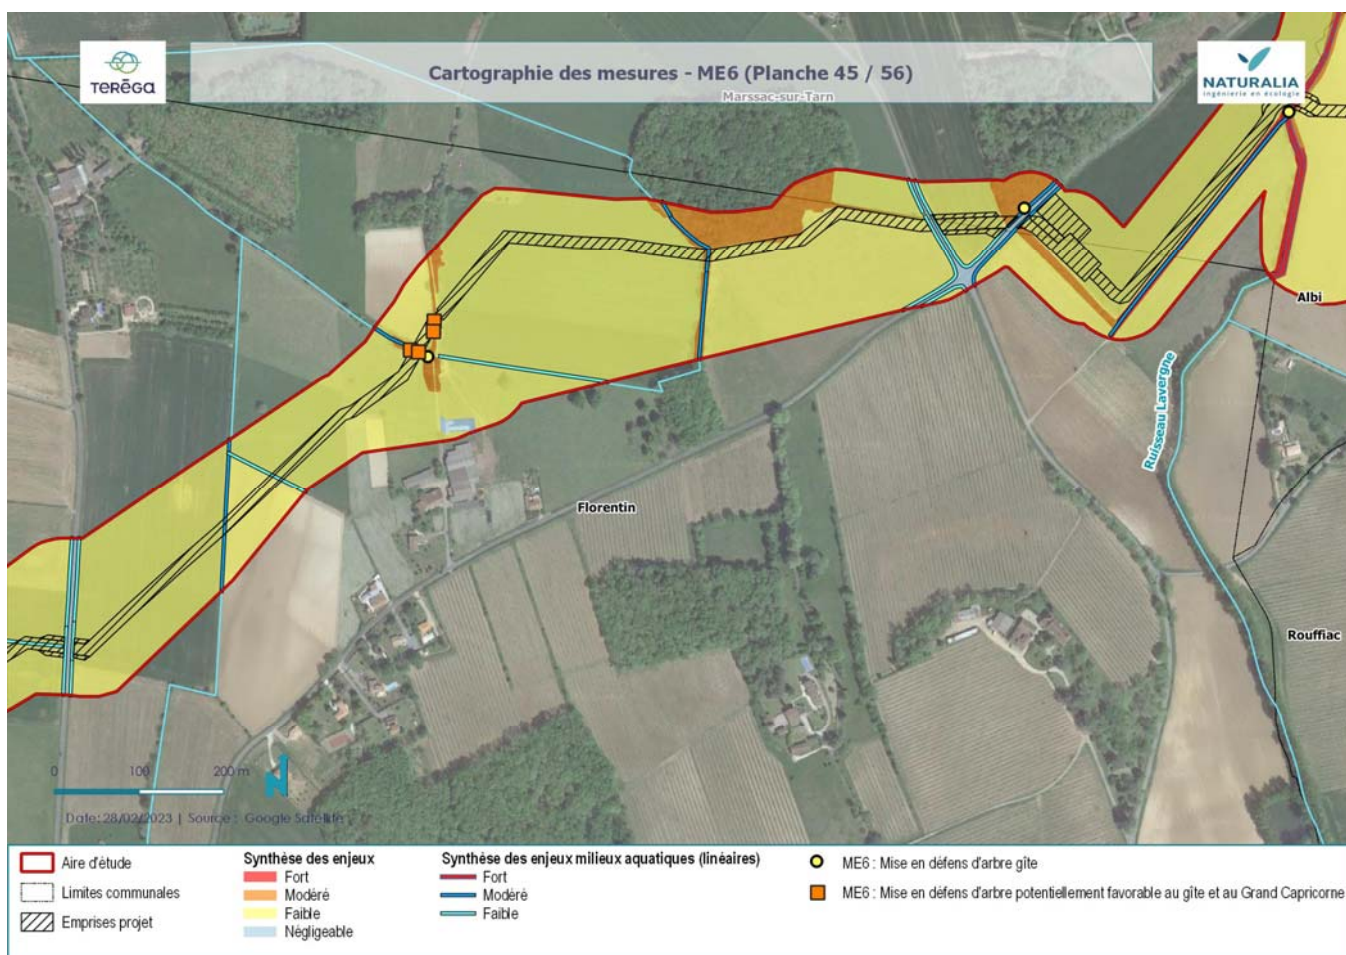 TERĒGA
Cartographie des mesures - ME6 (Planche 45 / 56)
NATURALIA
ingénierie en écologie
Marssac-sur-Tarn
Albi
Ruisseau Lavergne
Florentin
Rouffiac
0 100 200 m
Date: 28/02/2023 | Source : Google Satellite
Aire d'étude
Limites communales
Emprises projet
Synthèse des enjeux
Fort
Modéré
Faible
Négligeable
Synthèse des enjeux milieux aquatiques (linéaires)
Fort
Modéré
Faible
ME6 : Mise en défens d'arbre gîte
ME6 : Mise en défens d'arbre potentiellement favorable au gîte et au Grand Capricorne